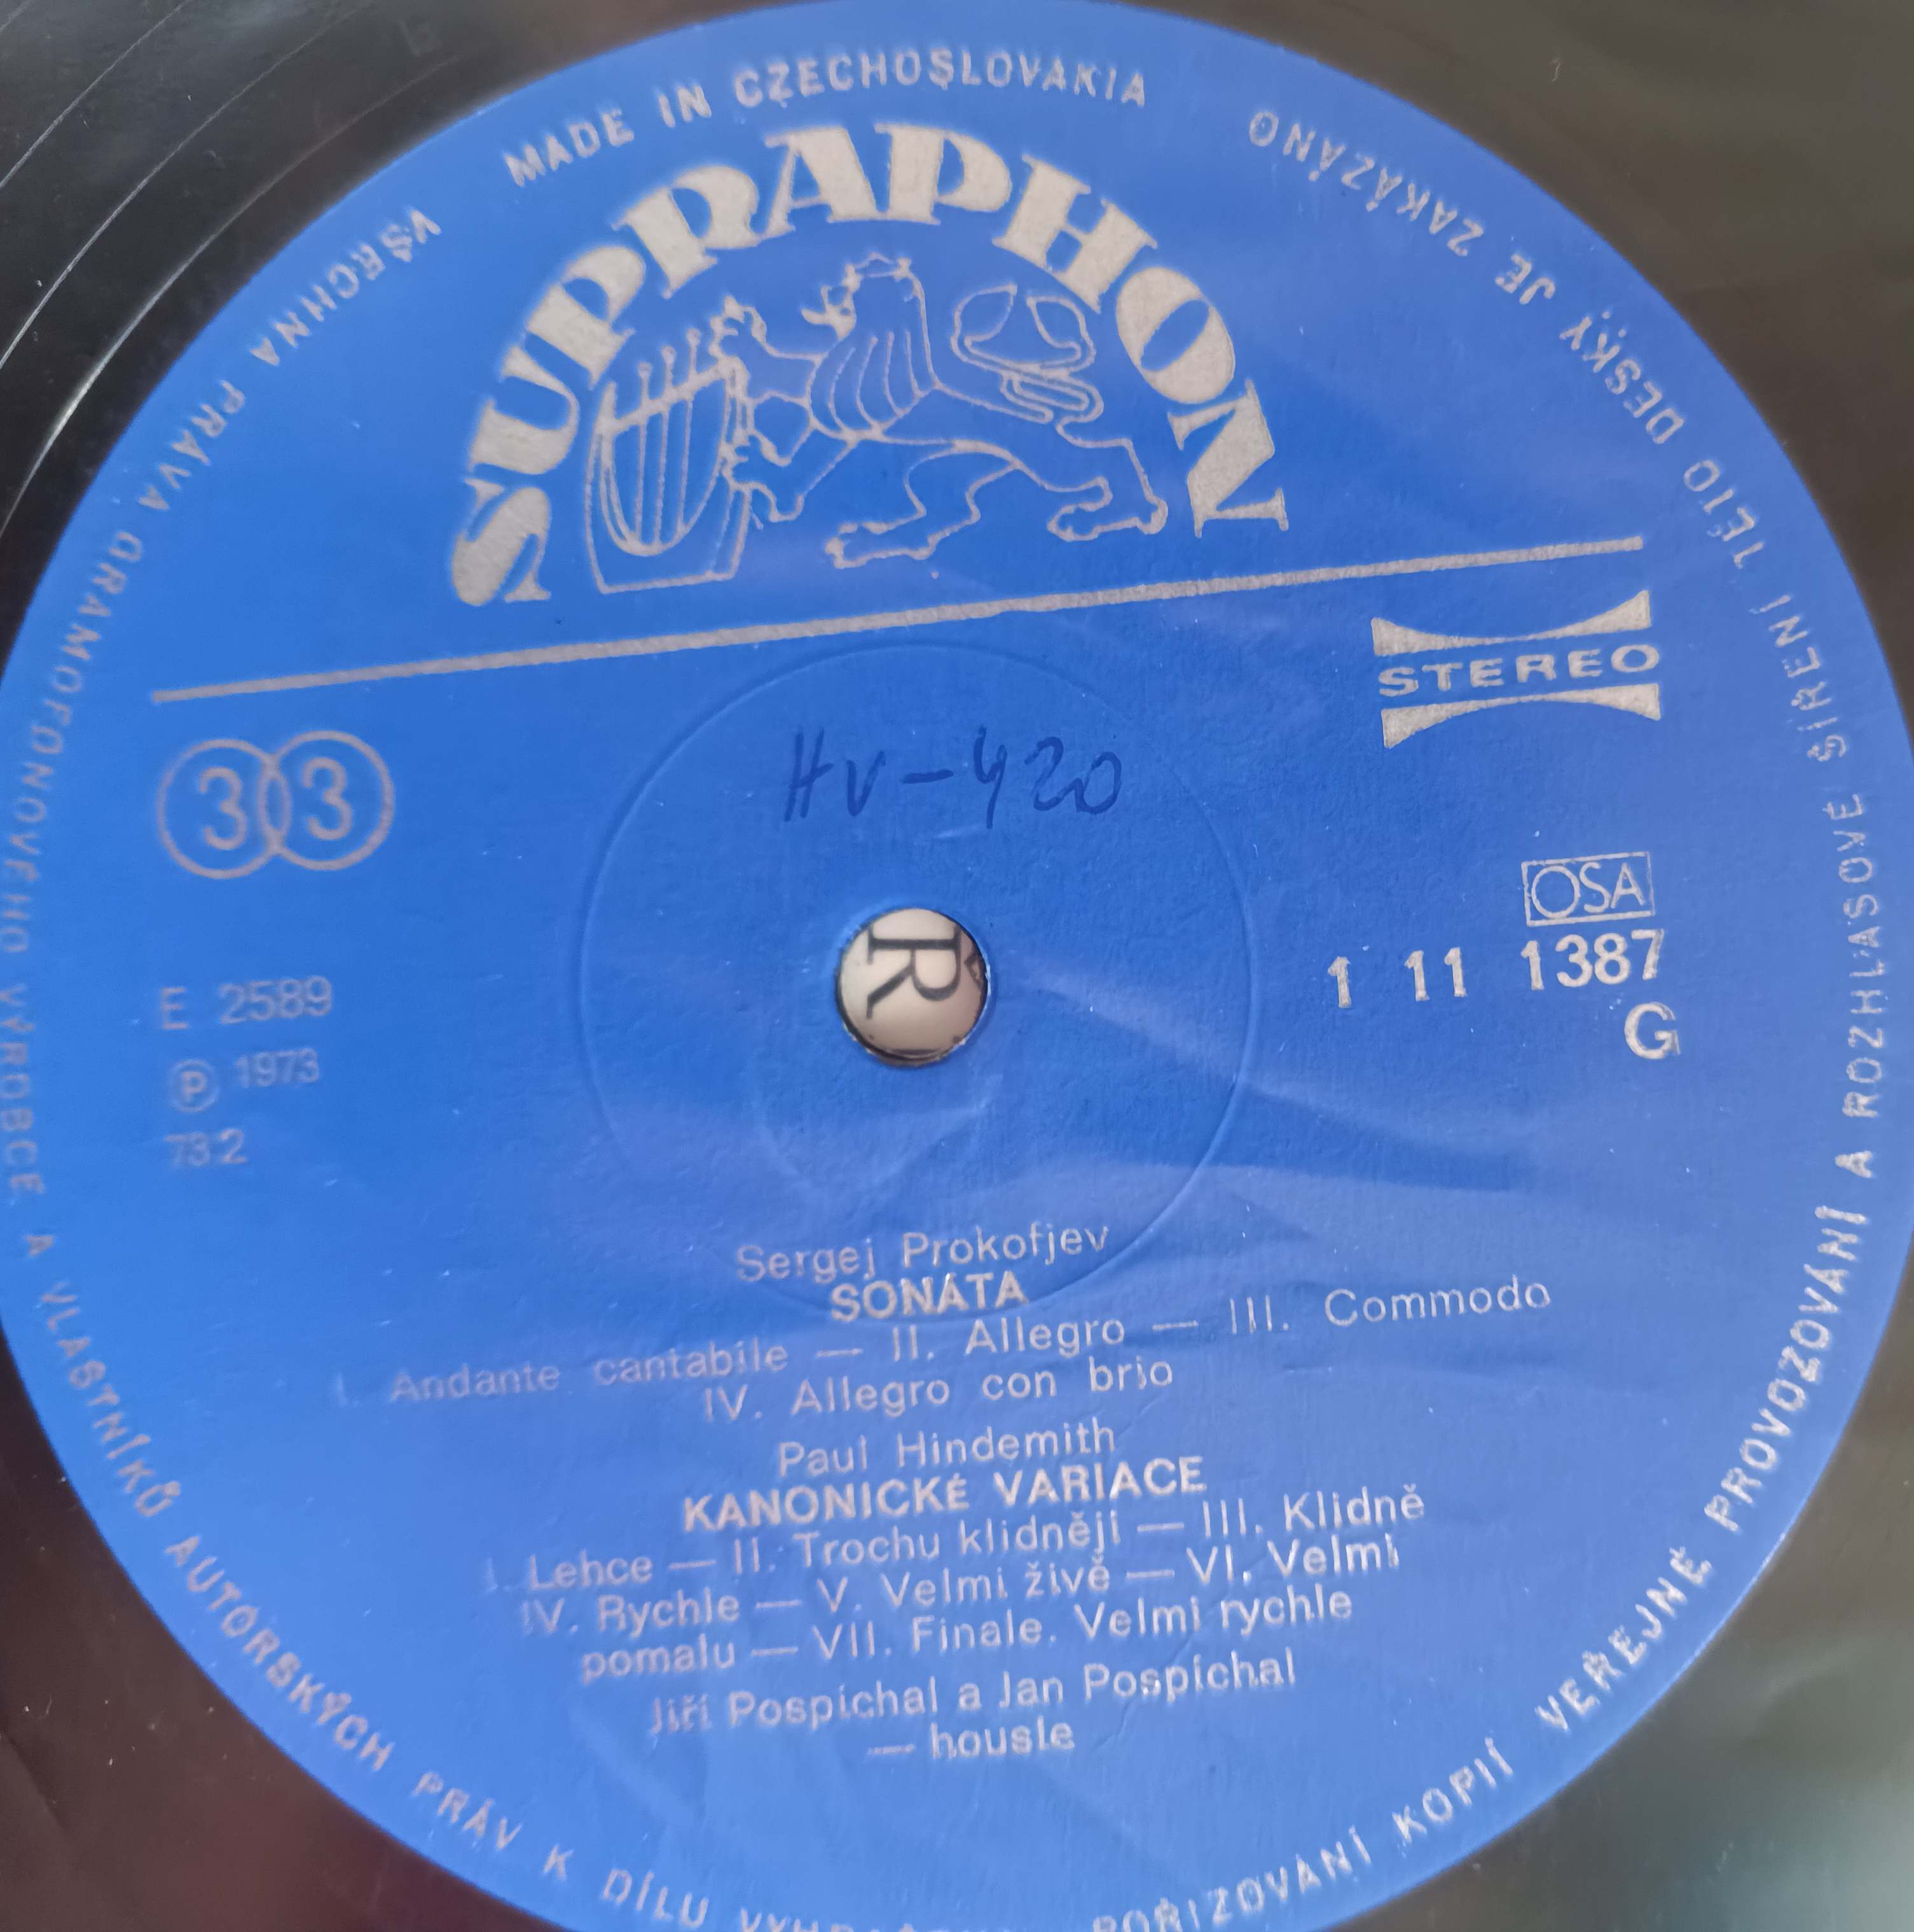 MADE IN CZECHOSLOVAKIA
VŠECHNA PRÁVA GRAMOFONOVÉHO VÝROBCE A VLASTNÍKŮ AUTORSKÝCH PRÁV K DÍLU
POŘIZOVÁNÍ KOPIÍ VEŘEJNÉ PROVOZOVÁNÍ A ROZHLASOVÉ ŠÍŘENÍ TÉTO DESKY JE ZAKÁZÁNO
SUPRAPHON
STEREO
33
HV-420
OSA
1 11 1387
G
Ř
E 2589
Ⓟ 1973
73.2
Sergej Prokofjev
SONÁTA
I. Andante cantabile — II. Allegro — III. Commodo
IV. Allegro con brio
Paul Hindemith
KANONICKÉ VARIACE
I. Lehce — II. Trochu klidněji — III. Klidně
IV. Rychle — V. Velmi živě — VI. Velmi
pomalu — VII. Finale. Velmi rychle
Jiří Pospíchal a Jan Pospíchal
— housle